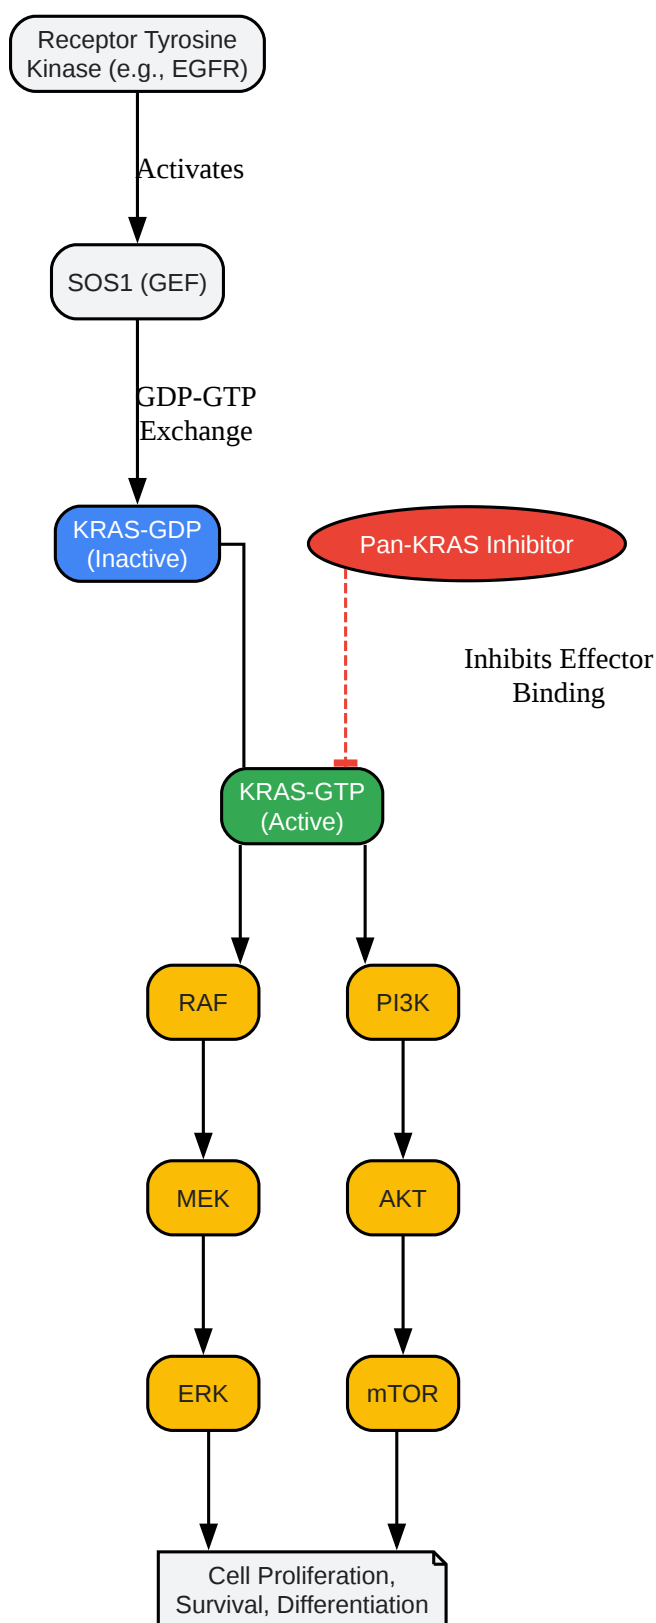 Receptor Tyrosine
Kinase (e.g., EGFR)
Activates
SOS1 (GEF)
GDP-GTP
Exchange
KRAS-GDP
(Inactive)
Pan-KRAS Inhibitor
Inhibits Effector
Binding
KRAS-GTP
(Active)
RAF
PI3K
MEK
AKT
ERK
mTOR
Cell Proliferation,
Survival, Differentiation